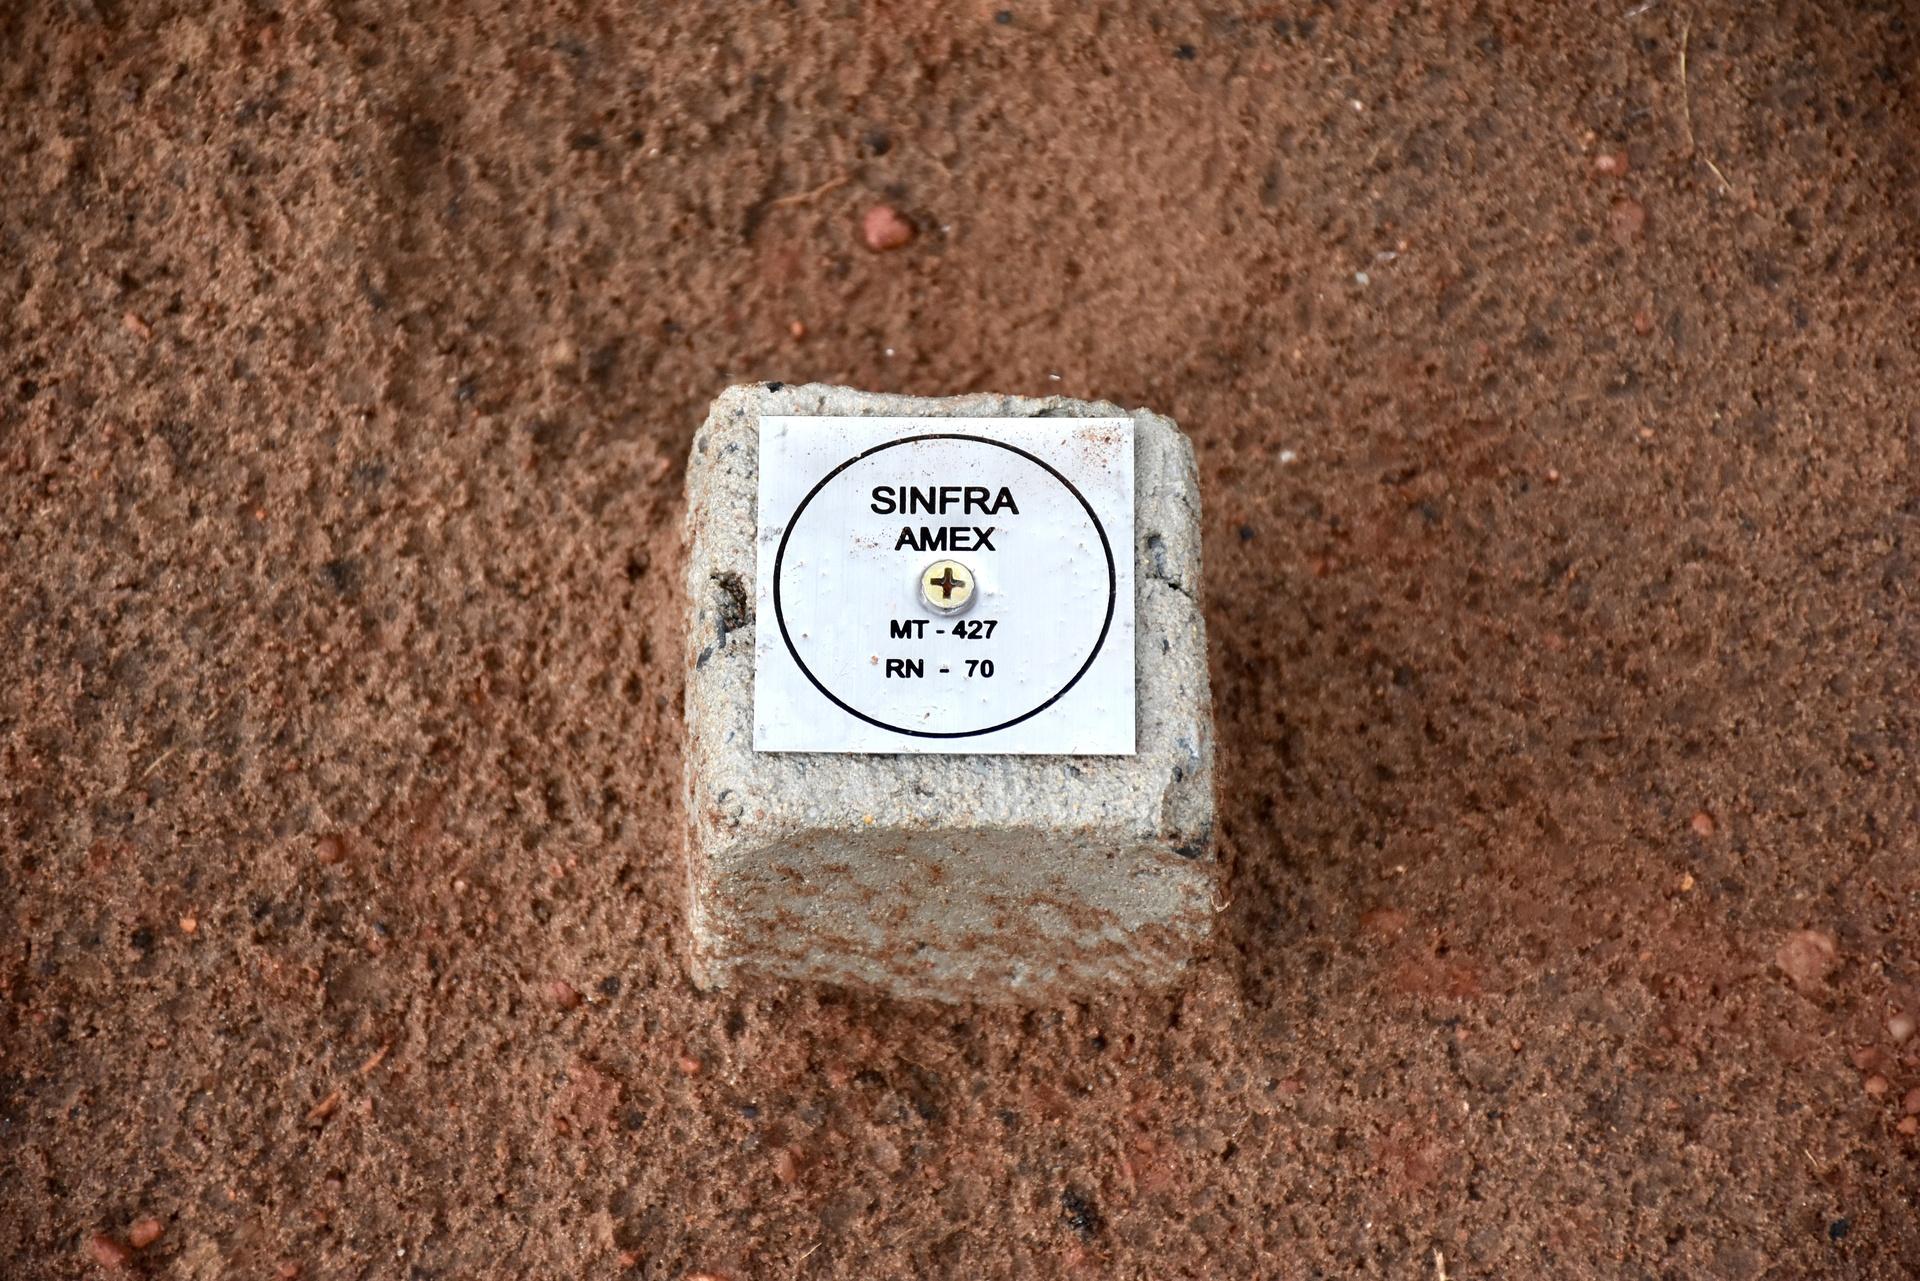 SINFRA
AMEX
MT - 427
RN - 70